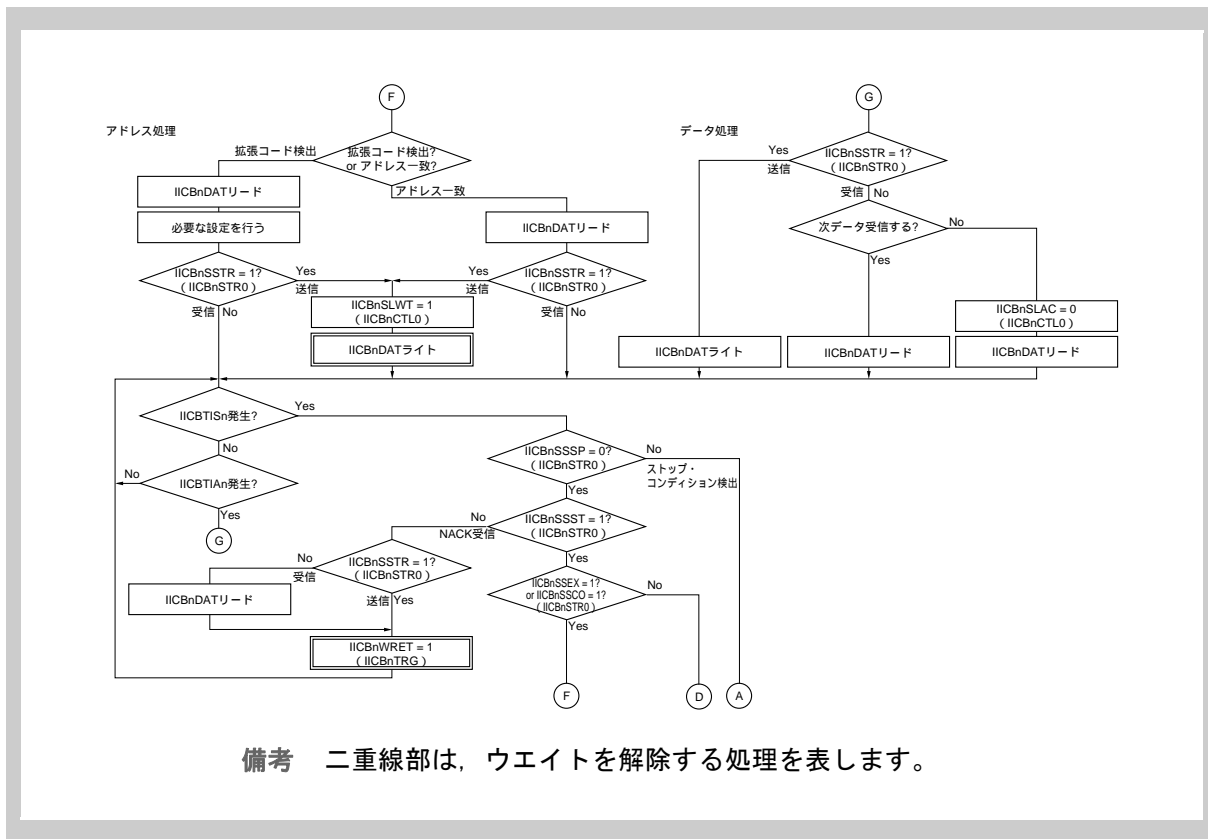 F
アドレス処理
拡張コード検出
拡張コード検出?
or アドレス一致?
アドレス一致
IICBnDATリード
必要な設定を行う
IICBnDATリード
IICBnSSTR = 1?
( IICBnSTR0 )
Yes
送信
受信
No
IICBnSSTR = 1?
( IICBnSTR0 )
Yes
送信
受信
No
IICBnSLWT = 1
( IICBnCTL0 )
IICBnDATライト
G
データ処理
IICBnSSTR = 1?
( IICBnSTR0 )
Yes
送信
受信
No
次データ受信する?
No
Yes
IICBnSLAC = 0
( IICBnCTL0 )
IICBnDATライト
IICBnDATリード
IICBnDATリード
IICBTISn発生?
Yes
No
IICBTIAn発生?
No
Yes
G
IICBnSSSP = 0?
( IICBnSTR0 )
No
ストップ・
コンディション検出
Yes
IICBnSSST = 1?
( IICBnSTR0 )
No
NACK受信
Yes
IICBnSSTR = 1?
( IICBnSTR0 )
No
受信
送信
Yes
IICBnDATリード
IICBnWRET = 1
( IICBnTRG )
IICBnSSEX = 1?
or IICBnSSCO = 1?
( IICBnSTR0 )
No
Yes
F
D
A
備考 二重線部は，ウエイトを解除する処理を表します。